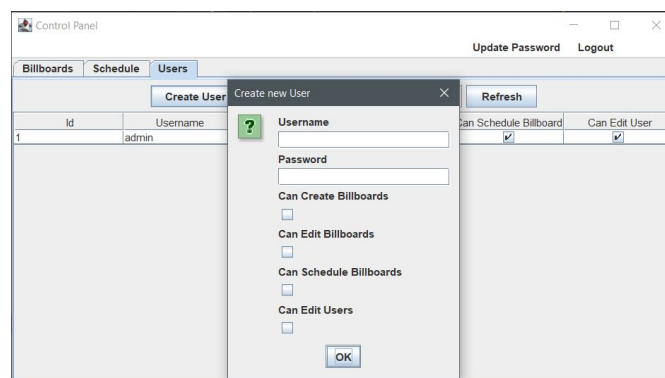 Control Panel
Update Password Logout
Billboards Schedule Users
Create User Refresh
Create new User
Id Username Can Schedule Billboard Can Edit User
1 admin
?
Username
Password
Can Create Billboards
Can Edit Billboards
Can Schedule Billboards
Can Edit Users
OK